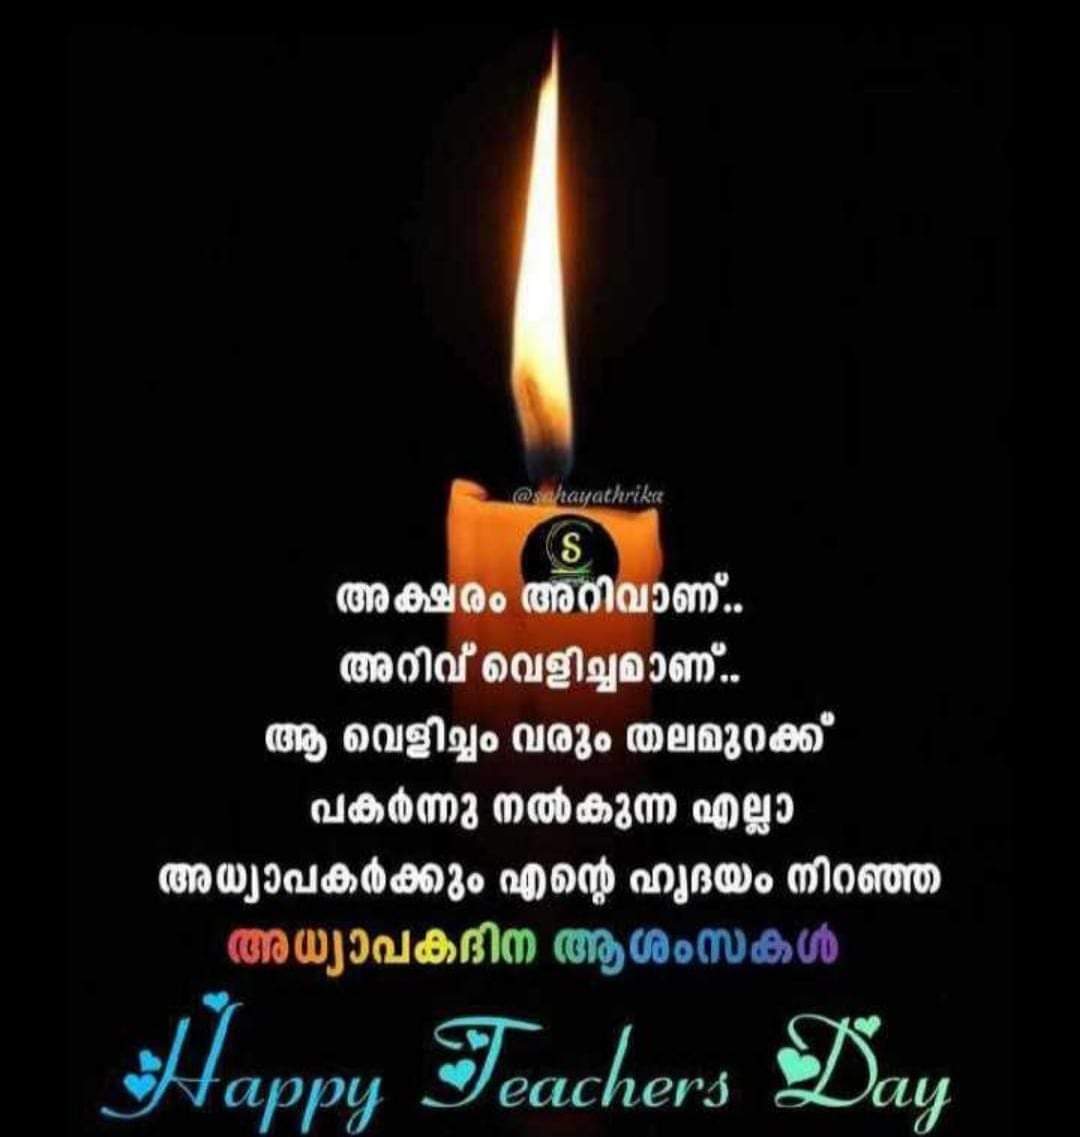 @sahayathrika
S
അക്ഷരം അറിവാണ്..
അറിവ് വെളിച്ചമാണ്..
ആ വെളിച്ചം വരും തലമുറക്ക്
പകർന്നു നൽകുന്ന എല്ലാ
അധ്യാപകർക്കും എന്റെ ഹൃദയം നിറഞ്ഞ
അധ്യാപകദിന ആശംസകൾ
Happy Teachers Day